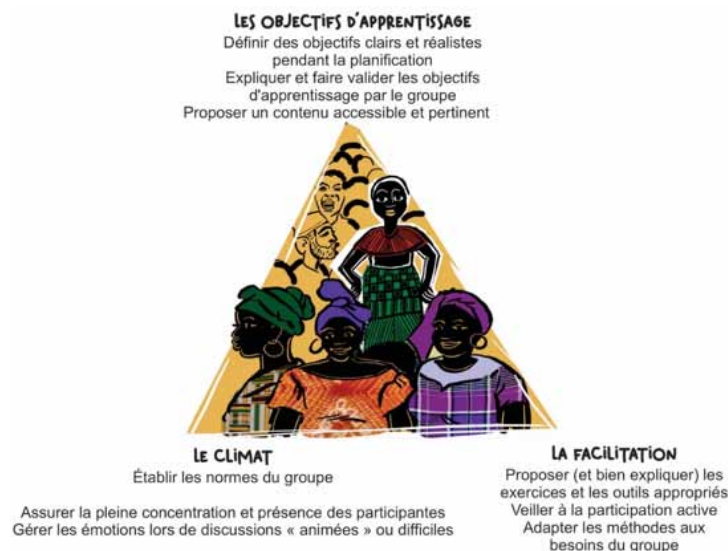 LES OBJECTIFS D'APPRENTISSAGE
Définir des objectifs clairs et réalistes
pendant la planification
Expliquer et faire valider les objectifs
d'apprentissage par le groupe
Proposer un contenu accessible et pertinent
LE CLIMAT
Établir les normes du groupe
Assurer la pleine concentration et présence des participantes
Gérer les émotions lors de discussions « animées » ou difficiles
LA FACILITATION
Proposer (et bien expliquer) les
exercices et les outils appropriés
Veiller à la participation active
Adapter les méthodes aux
besoins du groupe